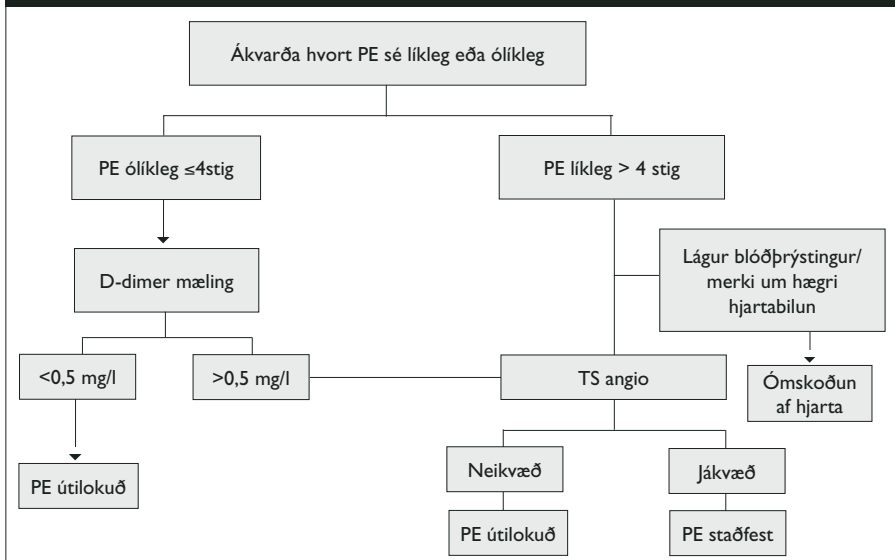 Ákvarða hvort PE sé líkleg eða ólíkleg
PE ólíkleg ≤4stig
PE líkleg > 4 stig
D-dimer mæling
Lágur blóðþrýstingur/
merki um hægri
hjartabilun
<0,5 mg/l
>0,5 mg/l
TS angio
Ómskoðun
af hjarta
PE útilokuð
Neikvæð
Jákvæð
PE útilokuð
PE staðfest